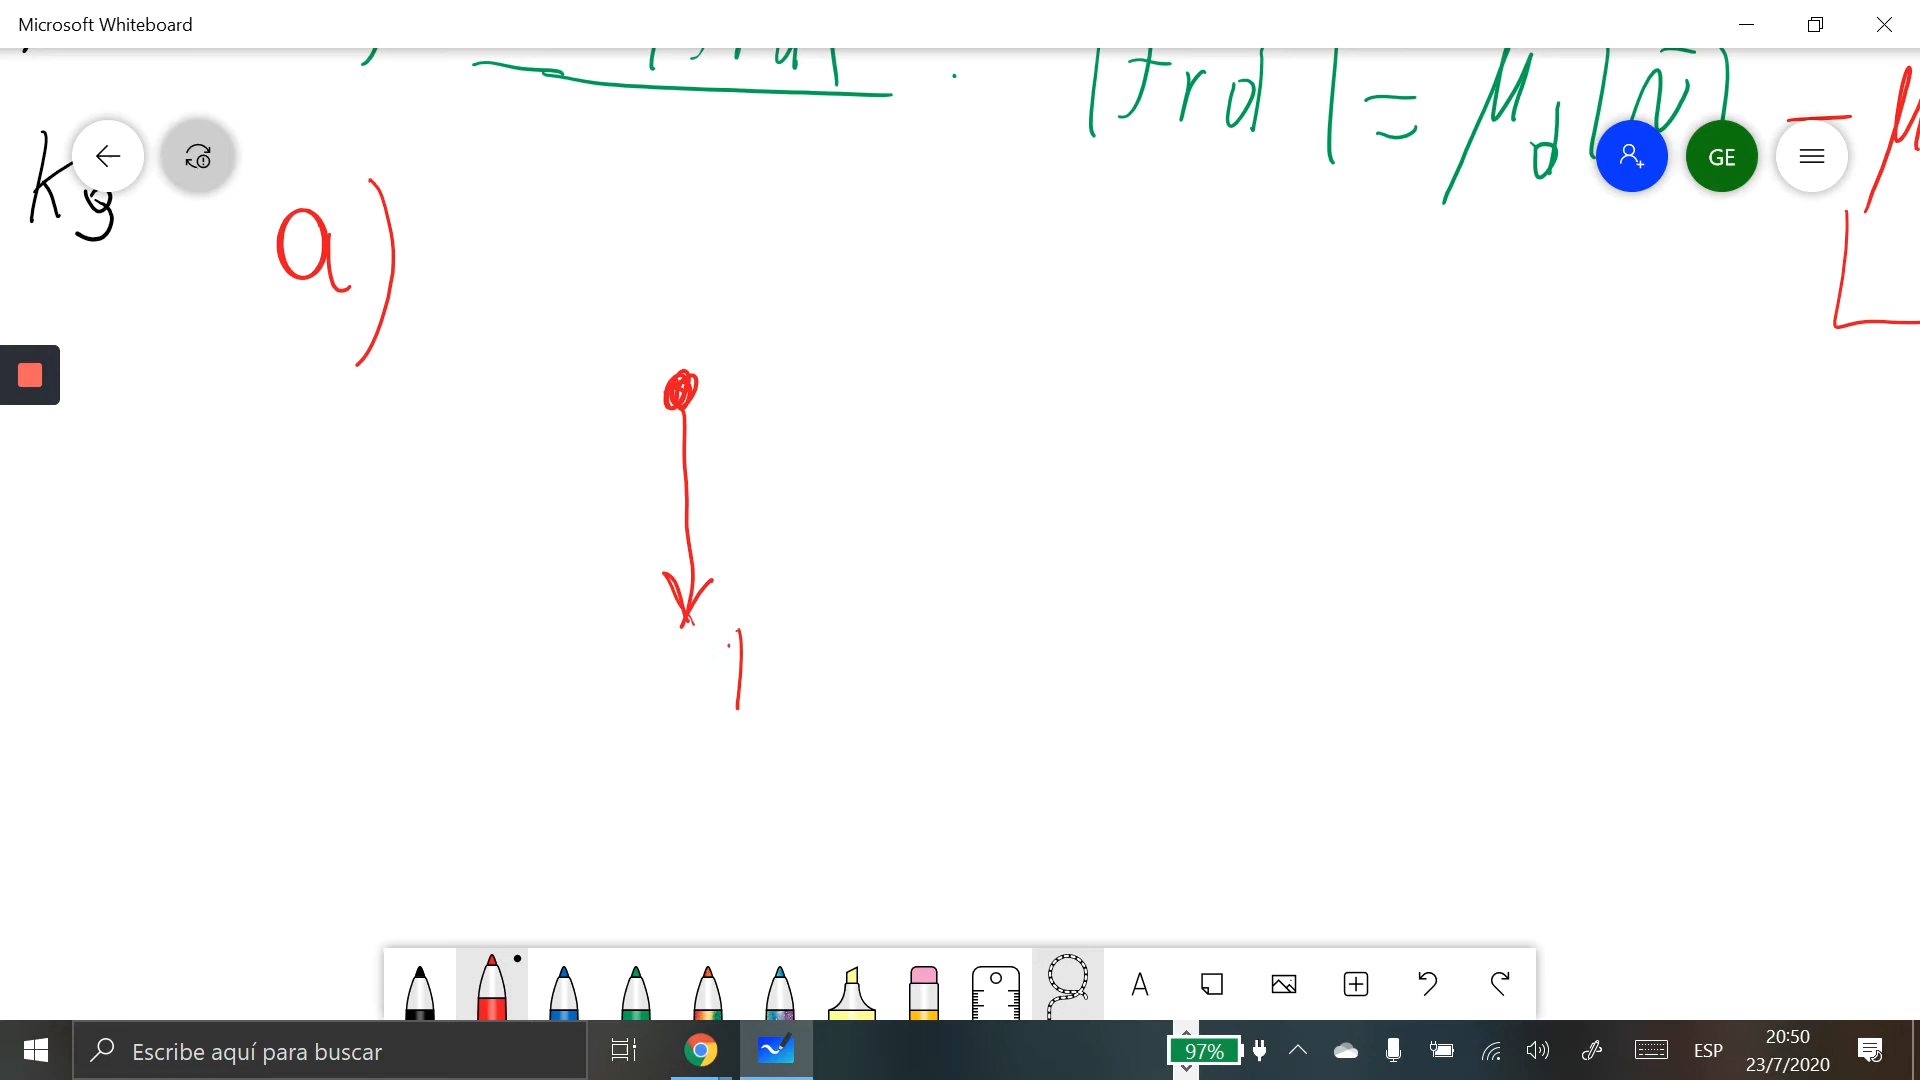 Microsoft Whiteboard
|frd| = μd |N| =
Kg
GE
a)
A
Escribe aquí para buscar
97%
ESP
20:50
23/7/2020